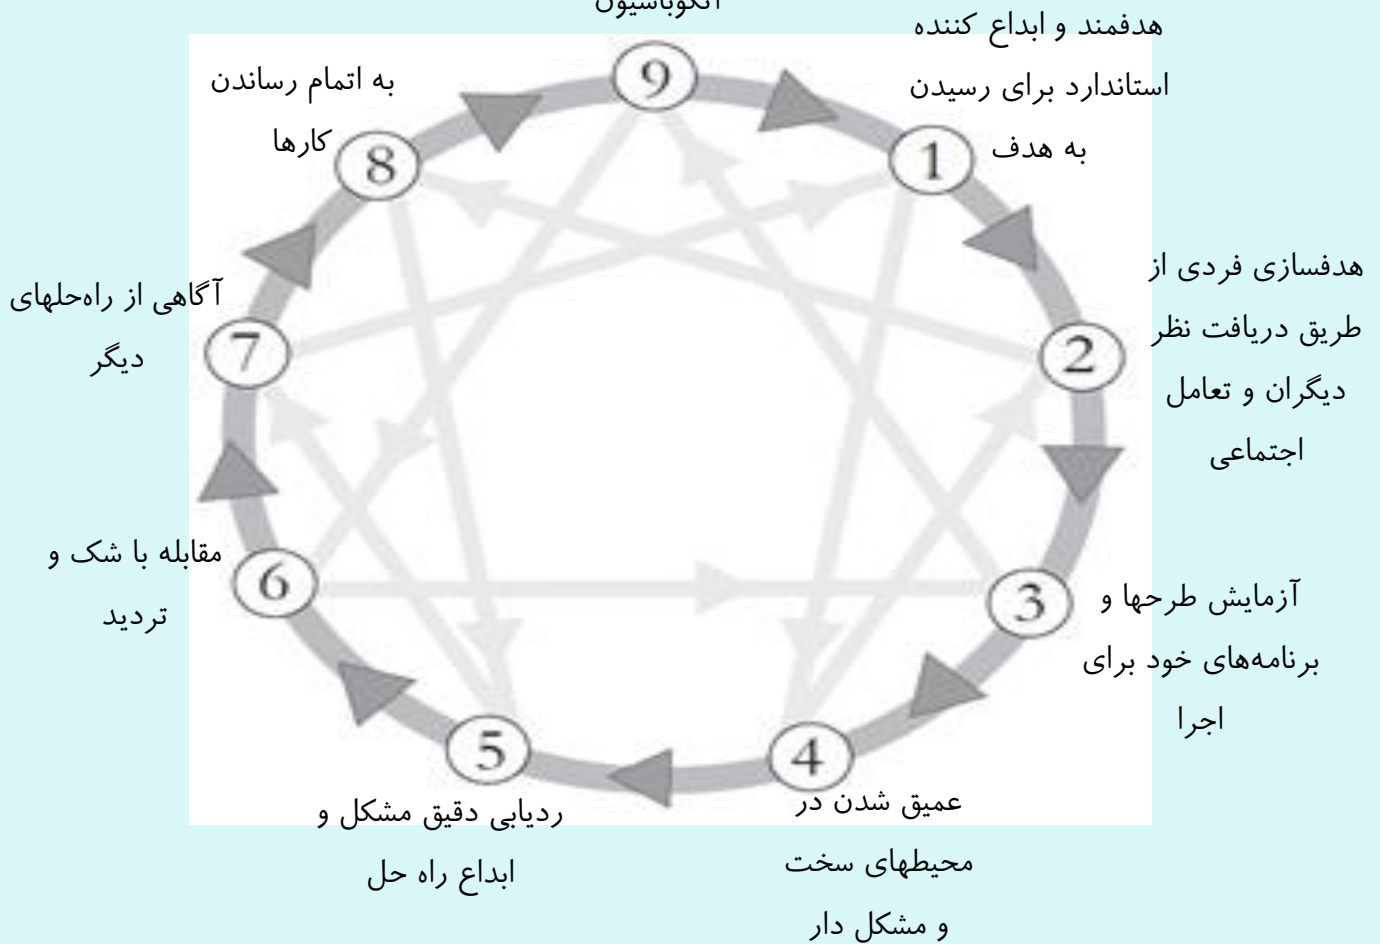 انکوباسیون
9
هدفمند و ابداع کننده
استاندارد برای رسیدن
به هدف
1
هدفسازی فردی از
طریق دریافت نظر
دیگران و تعامل
اجتماعی
2
آزمایش طرحها و
برنامه‌های خود برای
اجرا
3
4
عمیق شدن در
محیطهای سخت
و مشکل دار
5
ردیابی دقیق مشکل و
ابداع راه حل
6
مقابله با شک و
تردید
7
آگاهی از راه‌حلهای
دیگر
8
به اتمام رساندن
کارها